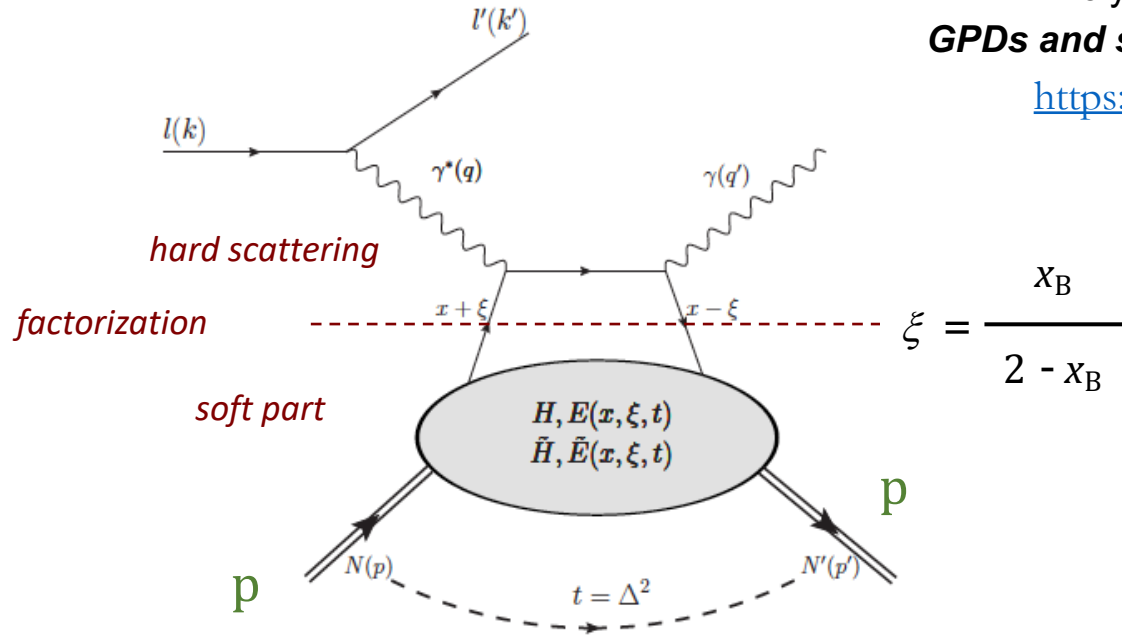 l'(k')
GPDs and s
https:
l(k)
γ*(q)
γ(q')
hard scattering
x + ξ
x − ξ
factorization
ξ = x_B / 2 - x_B
soft part
H, E(x, ξ, t)
H̃, Ẽ(x, ξ, t)
p
N(p)
N'(p')
p
t = Δ²